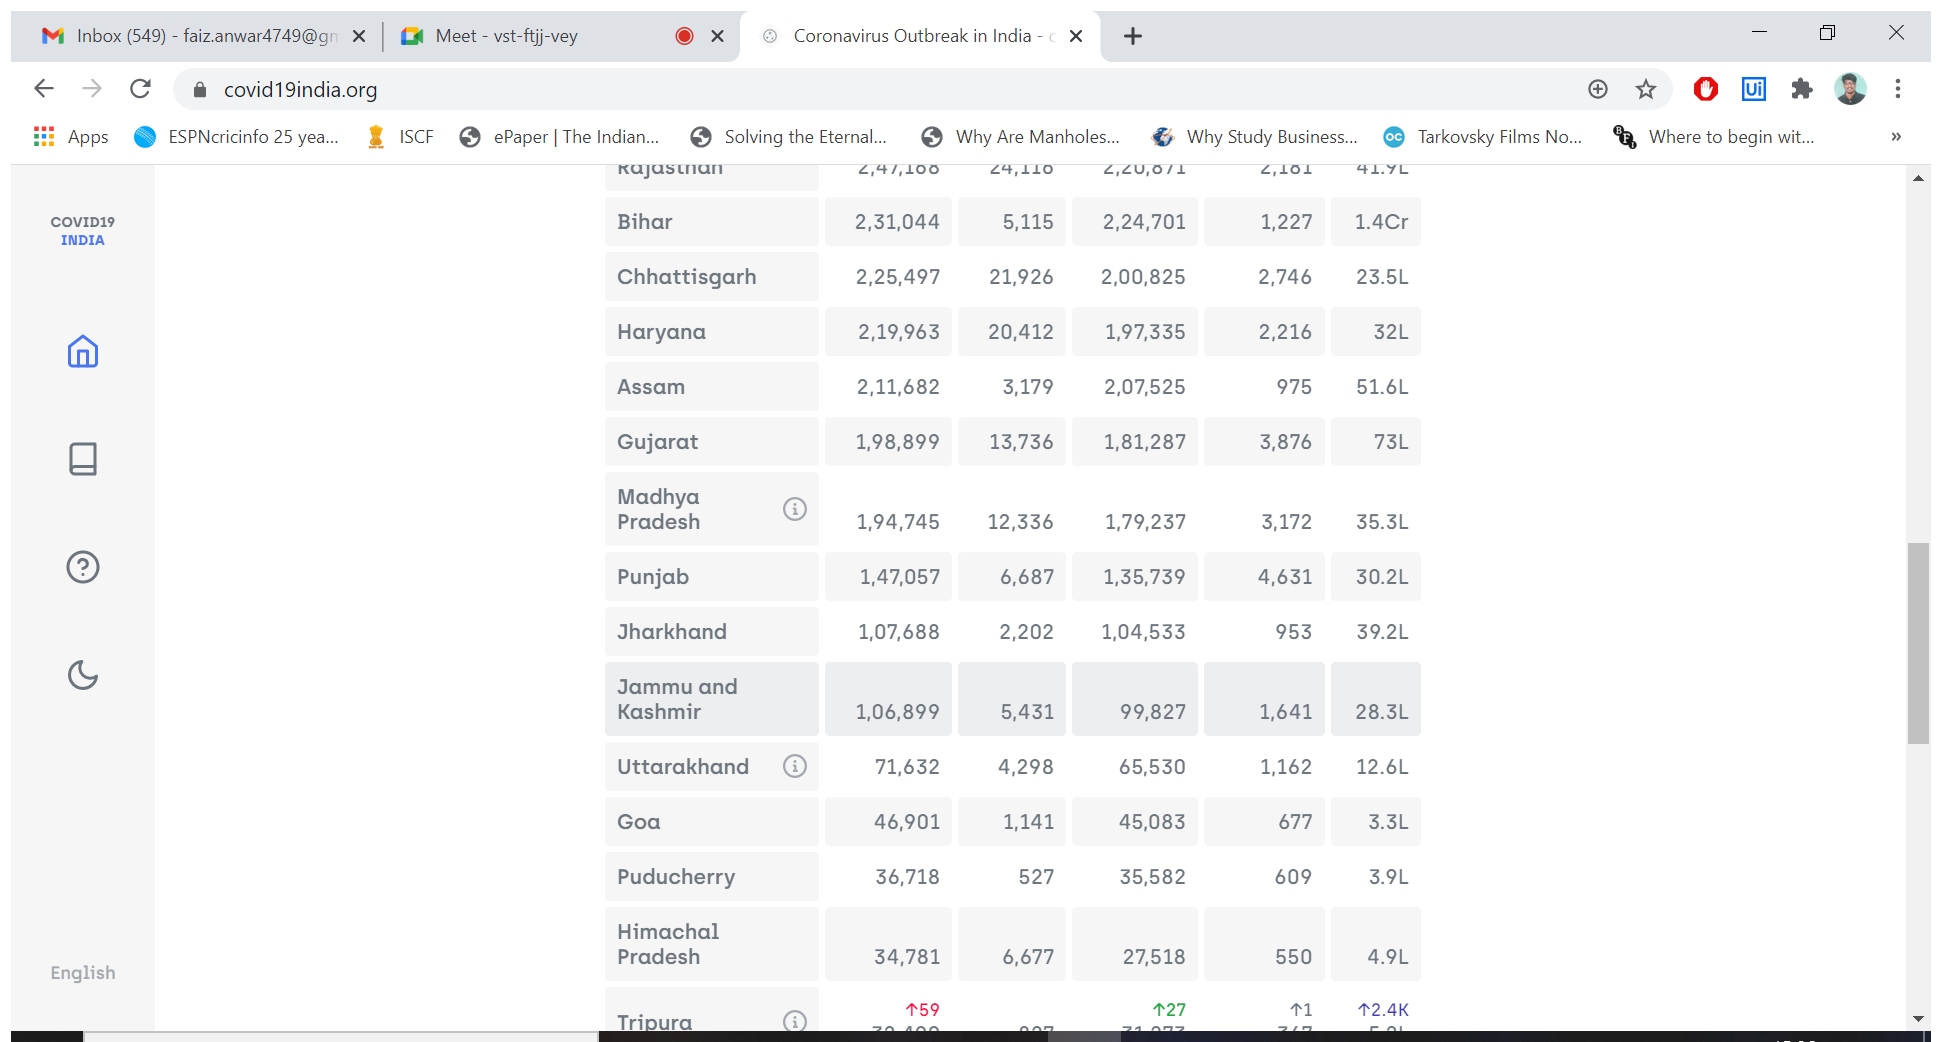 Inbox (549) - faiz.anwar4749@gm
Meet - vst-ftjj-vey
Coronavirus Outbreak in India - c
covid19india.org
Apps
ESPNcricinfo 25 yea...
ISCF
ePaper | The Indian...
Solving the Eternal...
Why Are Manholes...
Why Study Business...
Tarkovsky Films No...
Where to begin wit...
»
COVID19
INDIA
English
Rajasthan 2,47,168 24,116 2,20,871 2,181 41.9L
Bihar 2,31,044 5,115 2,24,701 1,227 1.4Cr
Chhattisgarh 2,25,497 21,926 2,00,825 2,746 23.5L
Haryana 2,19,963 20,412 1,97,335 2,216 32L
Assam 2,11,682 3,179 2,07,525 975 51.6L
Gujarat 1,98,899 13,736 1,81,287 3,876 73L
Madhya
Pradesh 1,94,745 12,336 1,79,237 3,172 35.3L
Punjab 1,47,057 6,687 1,35,739 4,631 30.2L
Jharkhand 1,07,688 2,202 1,04,533 953 39.2L
Jammu and
Kashmir 1,06,899 5,431 99,827 1,641 28.3L
Uttarakhand 71,632 4,298 65,530 1,162 12.6L
Goa 46,901 1,141 45,083 677 3.3L
Puducherry 36,718 527 35,582 609 3.9L
Himachal
Pradesh 34,781 6,677 27,518 550 4.9L
↑59 ↑27 ↑1 ↑2.4K
Tripura